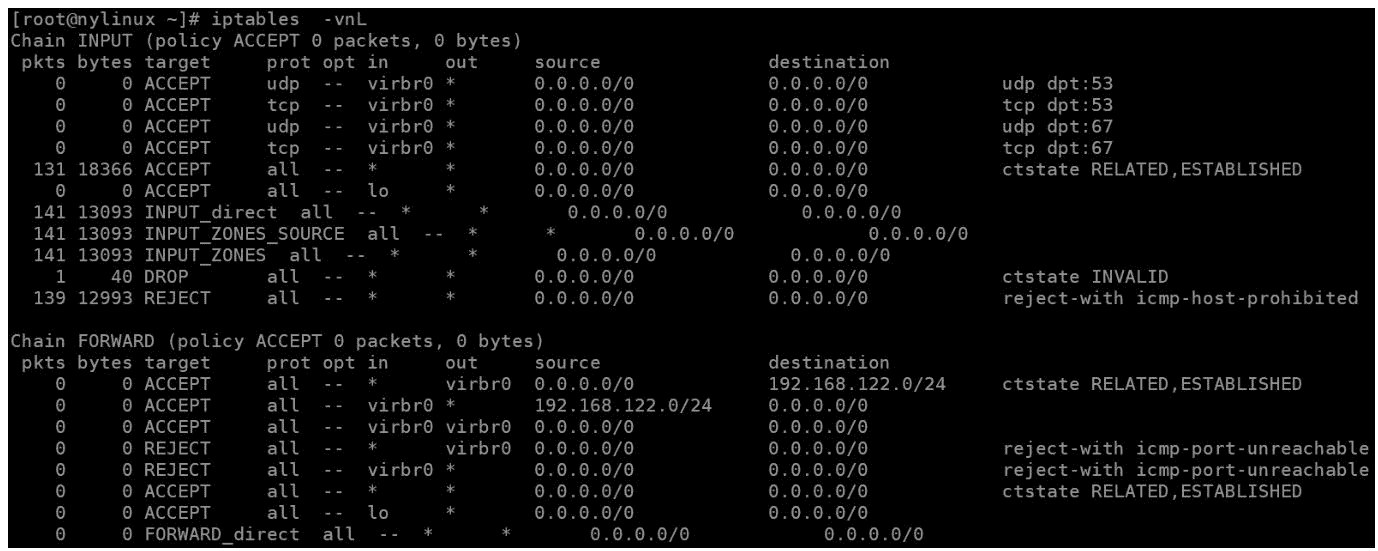 [root@nylinux ~]# iptables  -vnL
Chain INPUT (policy ACCEPT 0 packets, 0 bytes)
 pkts bytes target     prot opt in     out     source               destination
    0     0 ACCEPT     udp  --  virbr0 *       0.0.0.0/0            0.0.0.0/0            udp dpt:53
    0     0 ACCEPT     tcp  --  virbr0 *       0.0.0.0/0            0.0.0.0/0            tcp dpt:53
    0     0 ACCEPT     udp  --  virbr0 *       0.0.0.0/0            0.0.0.0/0            udp dpt:67
    0     0 ACCEPT     tcp  --  virbr0 *       0.0.0.0/0            0.0.0.0/0            tcp dpt:67
  131 18366 ACCEPT     all  --  *      *       0.0.0.0/0            0.0.0.0/0            ctstate RELATED,ESTABLISHED
    0     0 ACCEPT     all  --  lo     *       0.0.0.0/0            0.0.0.0/0
  141 13093 INPUT_direct  all  --  *      *       0.0.0.0/0            0.0.0.0/0
  141 13093 INPUT_ZONES_SOURCE  all  --  *      *       0.0.0.0/0            0.0.0.0/0
  141 13093 INPUT_ZONES  all  --  *      *       0.0.0.0/0            0.0.0.0/0
    1    40 DROP       all  --  *      *       0.0.0.0/0            0.0.0.0/0            ctstate INVALID
  139 12993 REJECT     all  --  *      *       0.0.0.0/0            0.0.0.0/0            reject-with icmp-host-prohibited

Chain FORWARD (policy ACCEPT 0 packets, 0 bytes)
 pkts bytes target     prot opt in     out     source               destination
    0     0 ACCEPT     all  --  *      virbr0  0.0.0.0/0            192.168.122.0/24     ctstate RELATED,ESTABLISHED
    0     0 ACCEPT     all  --  virbr0 *       192.168.122.0/24     0.0.0.0/0
    0     0 ACCEPT     all  --  virbr0 virbr0  0.0.0.0/0            0.0.0.0/0
    0     0 REJECT     all  --  *      virbr0  0.0.0.0/0            0.0.0.0/0            reject-with icmp-port-unreachable
    0     0 REJECT     all  --  virbr0 *       0.0.0.0/0            0.0.0.0/0            reject-with icmp-port-unreachable
    0     0 ACCEPT     all  --  *      *       0.0.0.0/0            0.0.0.0/0            ctstate RELATED,ESTABLISHED
    0     0 ACCEPT     all  --  lo     *       0.0.0.0/0            0.0.0.0/0
    0     0 FORWARD_direct  all  --  *      *       0.0.0.0/0            0.0.0.0/0